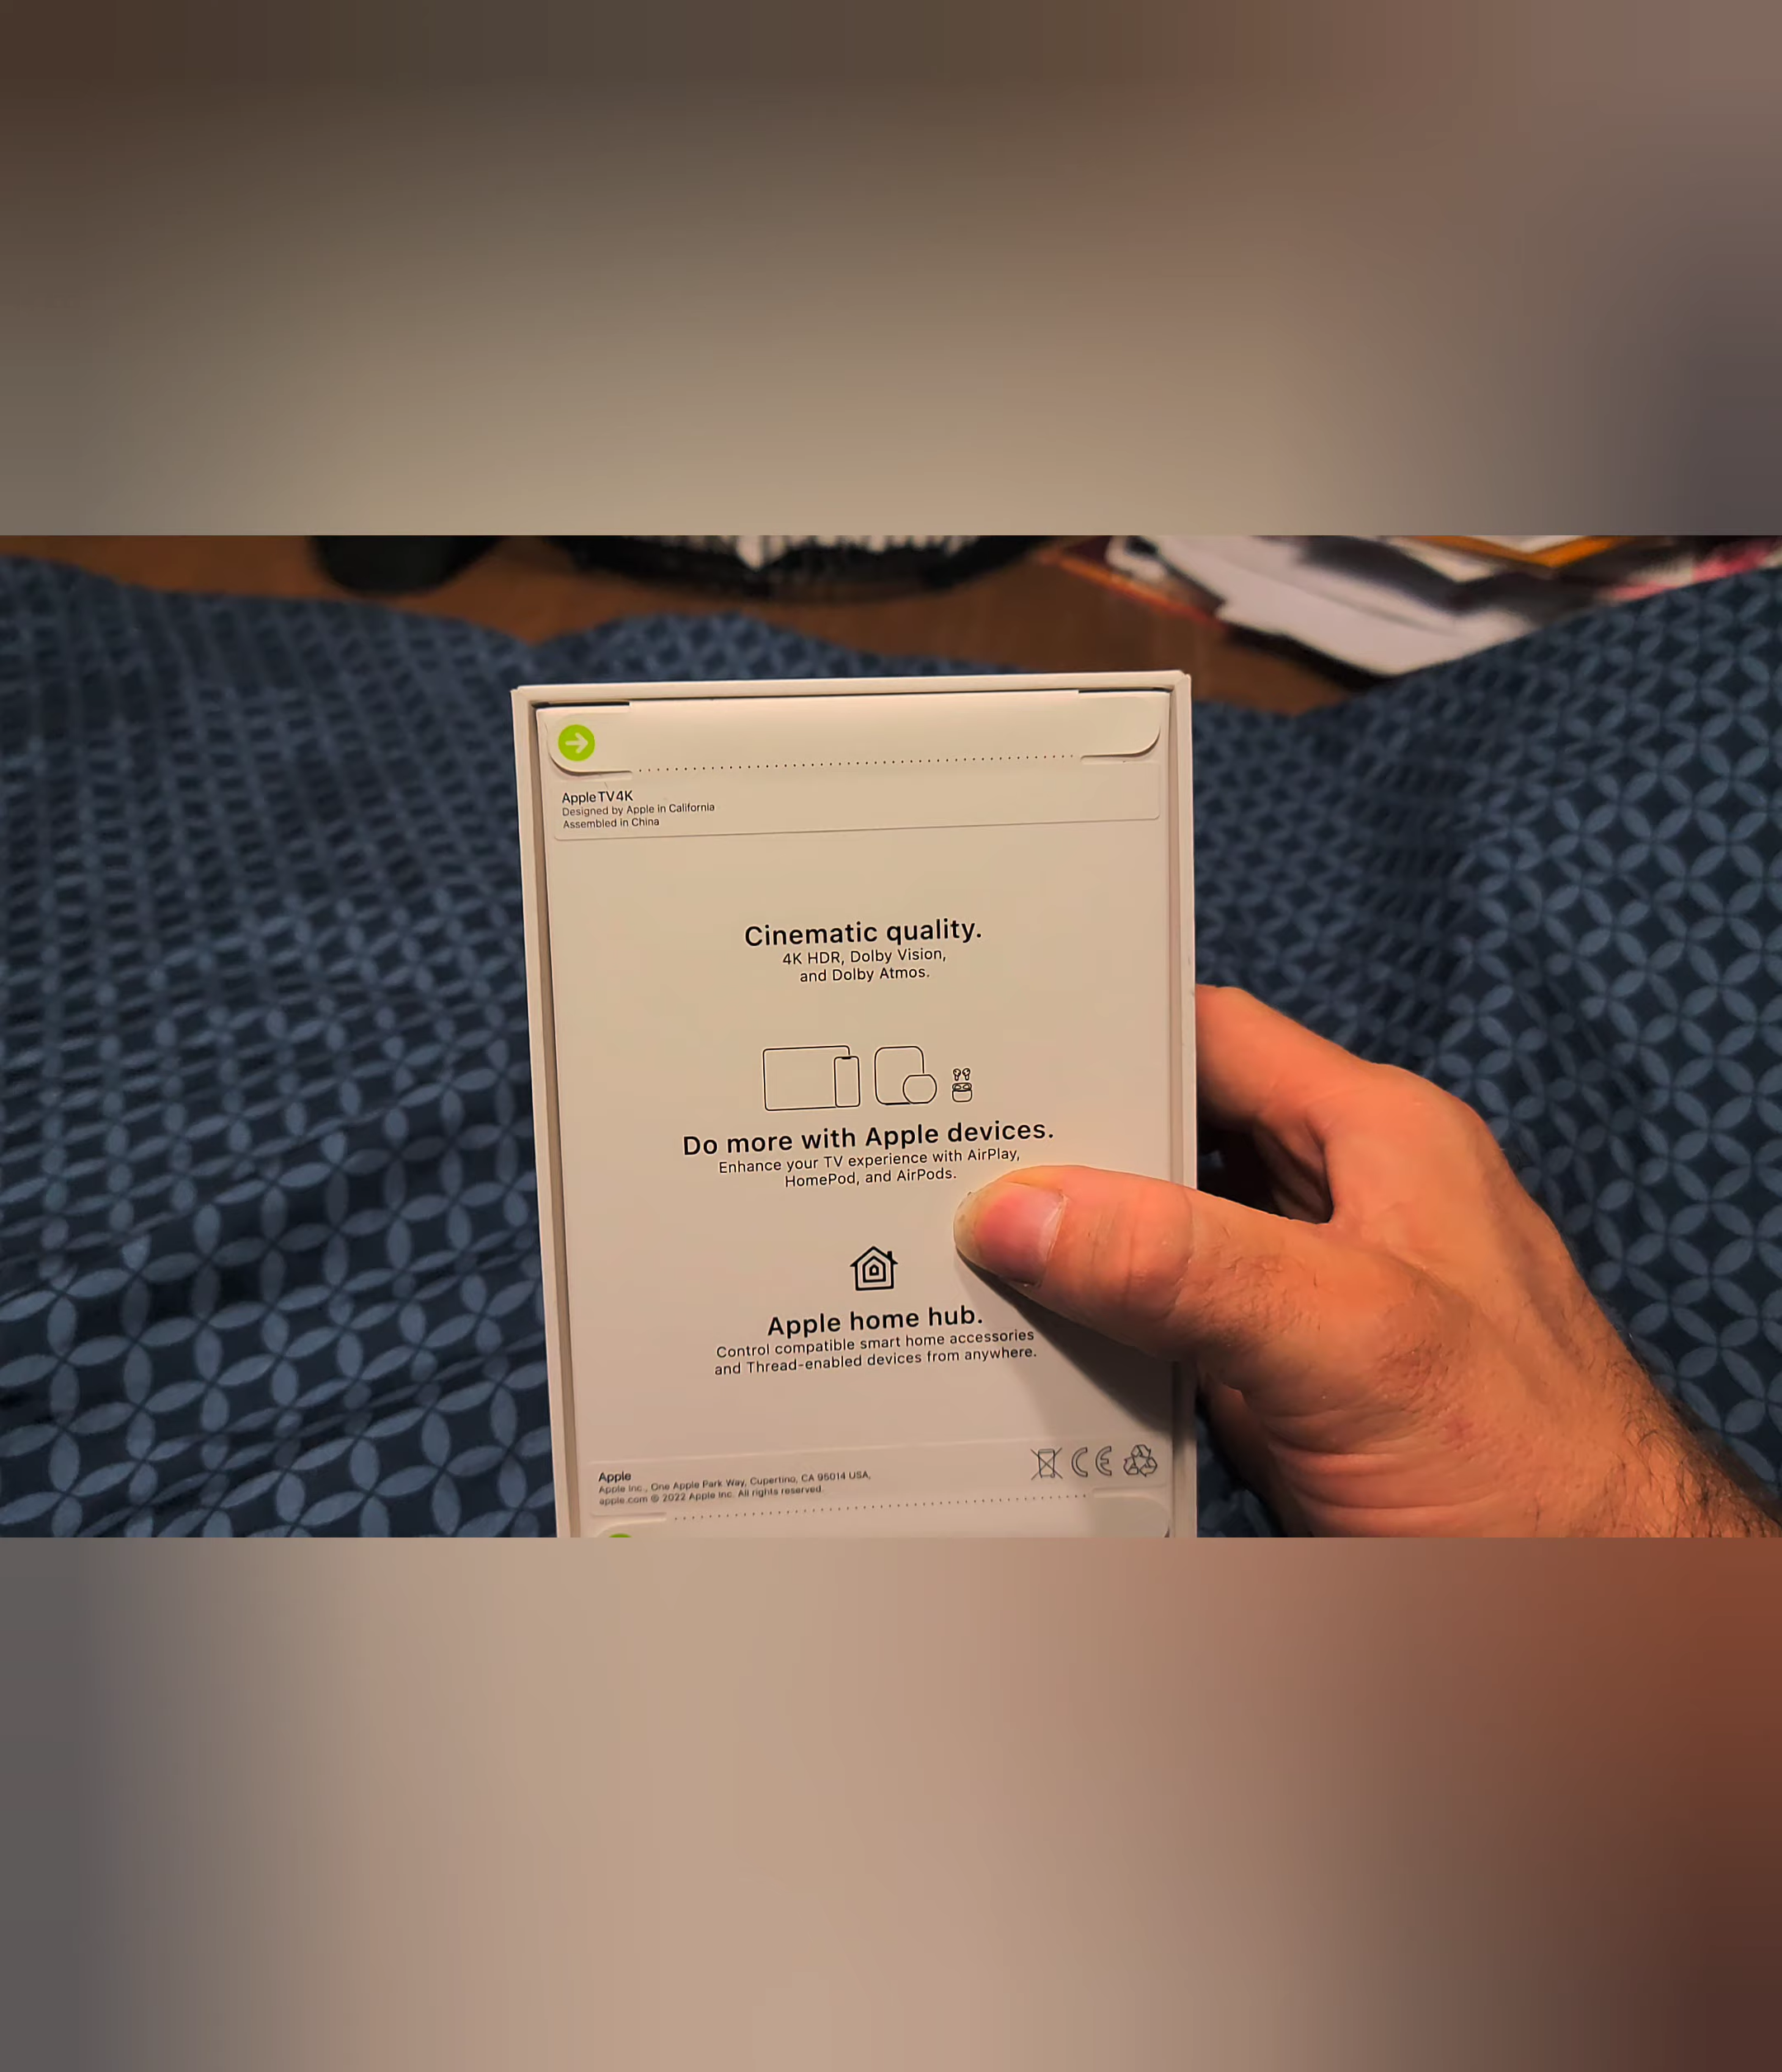 Apple TV 4K
Designed by Apple in California
Assembled in China
Cinematic quality.
4K HDR, Dolby Vision,
and Dolby Atmos.
Do more with Apple devices.
Enhance your TV experience with AirPlay,
HomePod, and AirPods.
Apple home hub.
Control compatible smart home accessories
and Thread-enabled devices from anywhere.
Apple
Apple Inc., One Apple Park Way, Cupertino, CA 95014 USA,
apple.com © 2022 Apple Inc. All rights reserved.
CE